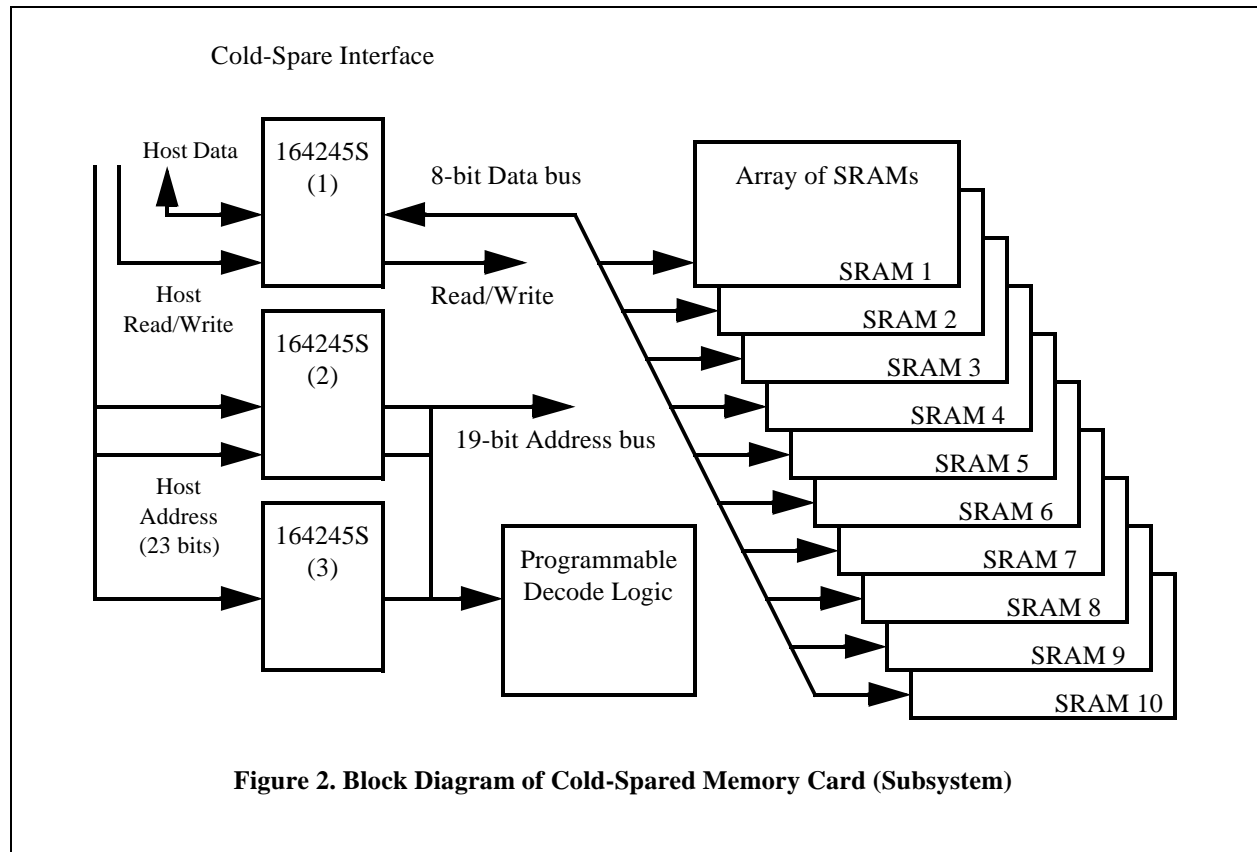 Cold-Spare Interface
Host Data
164245S
(1)
8-bit Data bus
Array of SRAMs
SRAM 1
Host
Read/Write
Read/Write
SRAM 2
164245S
(2)
SRAM 3
SRAM 4
19-bit Address bus
SRAM 5
Host
Address
(23 bits)
164245S
(3)
SRAM 6
Programmable
Decode Logic
SRAM 7
SRAM 8
SRAM 9
SRAM 10
Figure 2. Block Diagram of Cold-Spared Memory Card (Subsystem)